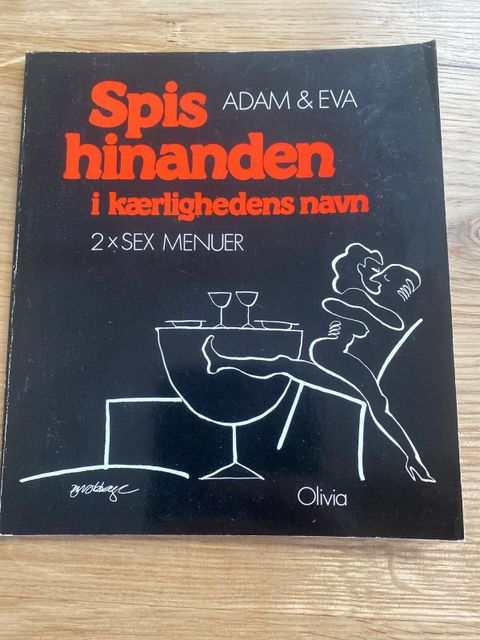 Spis ADAM & EVA
hinanden
i kærlighedens navn
2 x SEX MENUER
Olivia